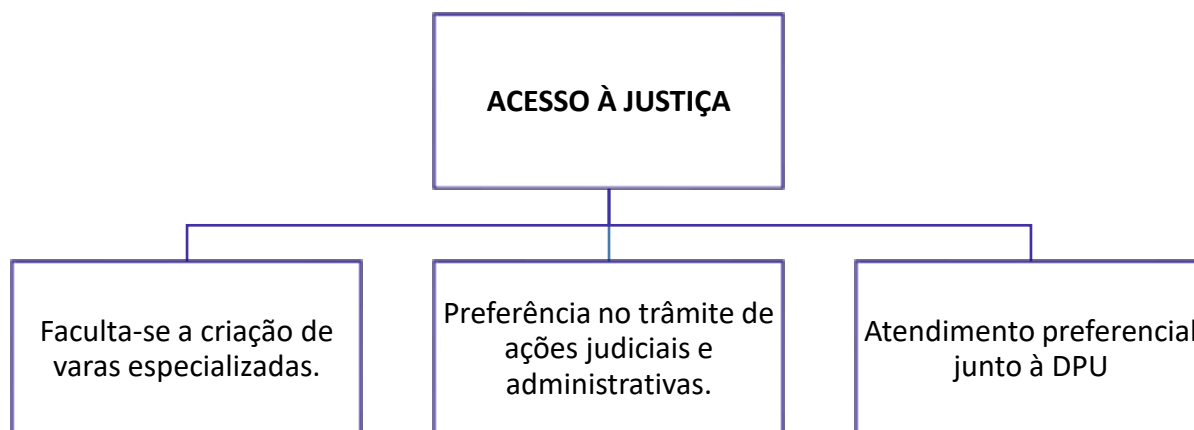 ACESSO À JUSTIÇA
Faculta-se a criação de
varas especializadas.
Preferência no trâmite de
ações judiciais e
administrativas.
Atendimento preferencial
junto à DPU